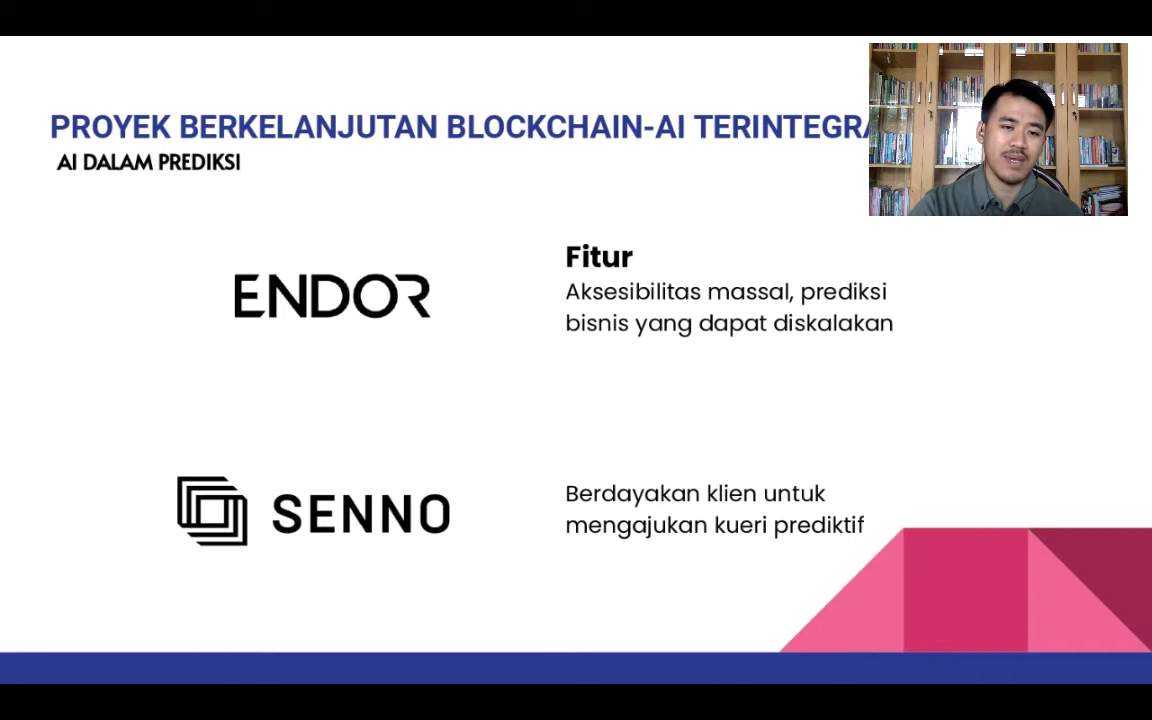 PROYEK BERKELANJUTAN BLOCKCHAIN-AI
AI DALAM PREDIKSI
ENDOR
Fitur
Aksesibilitas massal, prediksi
bisnis yang dapat diskalakan
SENNO
Berdayakan klien untuk
mengajukan kueri prediktif